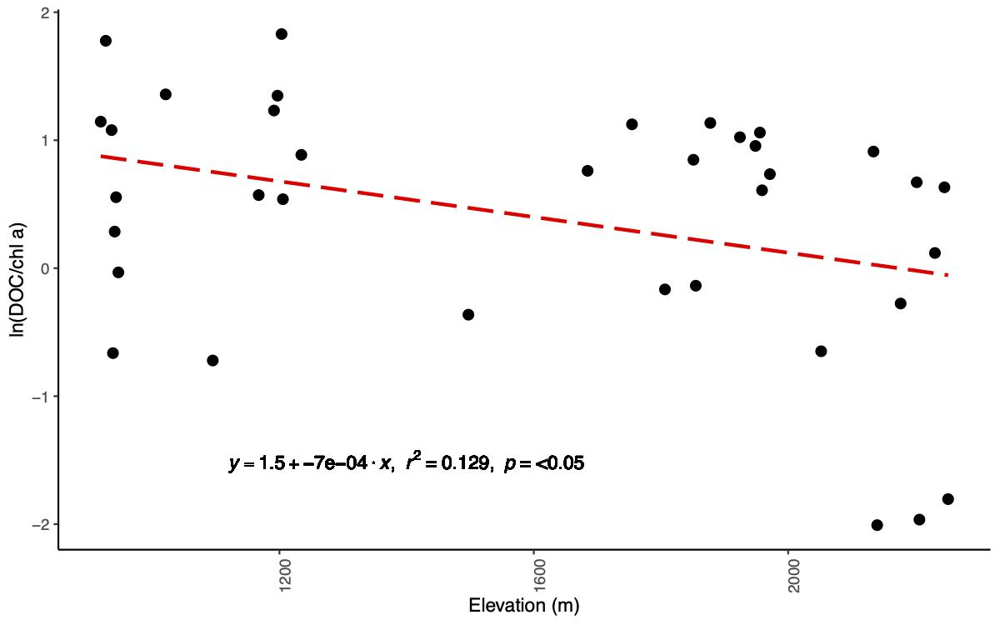 2
1
0
−1
−2
ln(DOC/chl a)
y = 1.5 + −7e−04 · x, r² = 0.129, p = <0.05
1200
1600
2000
Elevation (m)